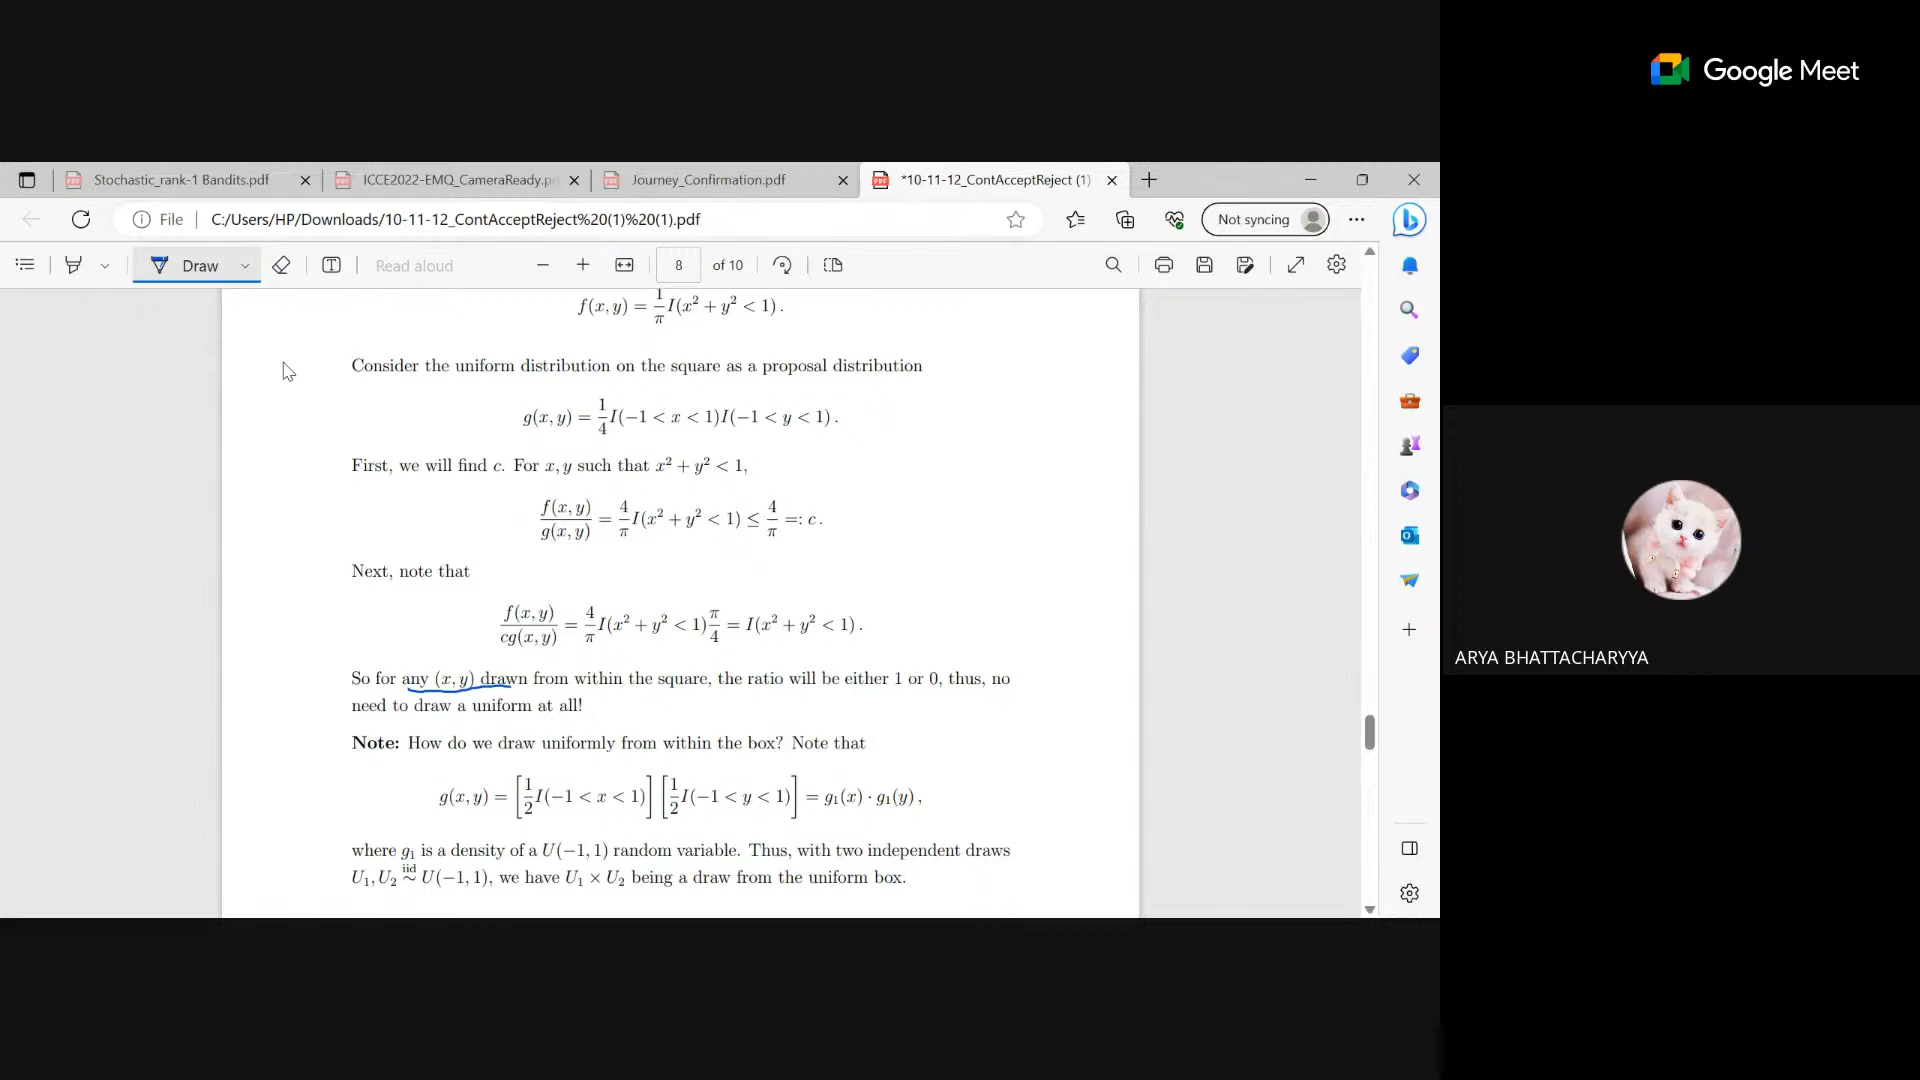 Google Meet
Stochastic_rank-1 Bandits.pdf
ICCE2022-EMQ_CameraReady.p
Journey_Confirmation.pdf
*10-11-12_ContAcceptReject (1)
File
C:/Users/HP/Downloads/10-11-12_ContAcceptReject%20(1)%20(1).pdf
Not syncing
Draw
Read aloud
8 of 10
f(x, y) = 1/π I(x² + y² < 1) .
Consider the uniform distribution on the square as a proposal distribution
g(x, y) = 1/4 I(−1 < x < 1)I(−1 < y < 1) .
First, we will find c. For x, y such that x² + y² < 1,
f(x, y)/g(x, y) = 4/π I(x² + y² < 1) ≤ 4/π =: c .
Next, note that
f(x, y)/cg(x, y) = 4/π I(x² + y² < 1) π/4 = I(x² + y² < 1) .
So for any (x, y) drawn from within the square, the ratio will be either 1 or 0, thus, no
need to draw a uniform at all!
Note: How do we draw uniformly from within the box? Note that
g(x, y) = [1/2 I(−1 < x < 1)] [1/2 I(−1 < y < 1)] = g₁(x) · g₁(y) ,
where g₁ is a density of a U(−1, 1) random variable. Thus, with two independent draws
U₁, U₂ iid ~ U(−1, 1), we have U₁ × U₂ being a draw from the uniform box.
ARYA BHATTACHARYYA